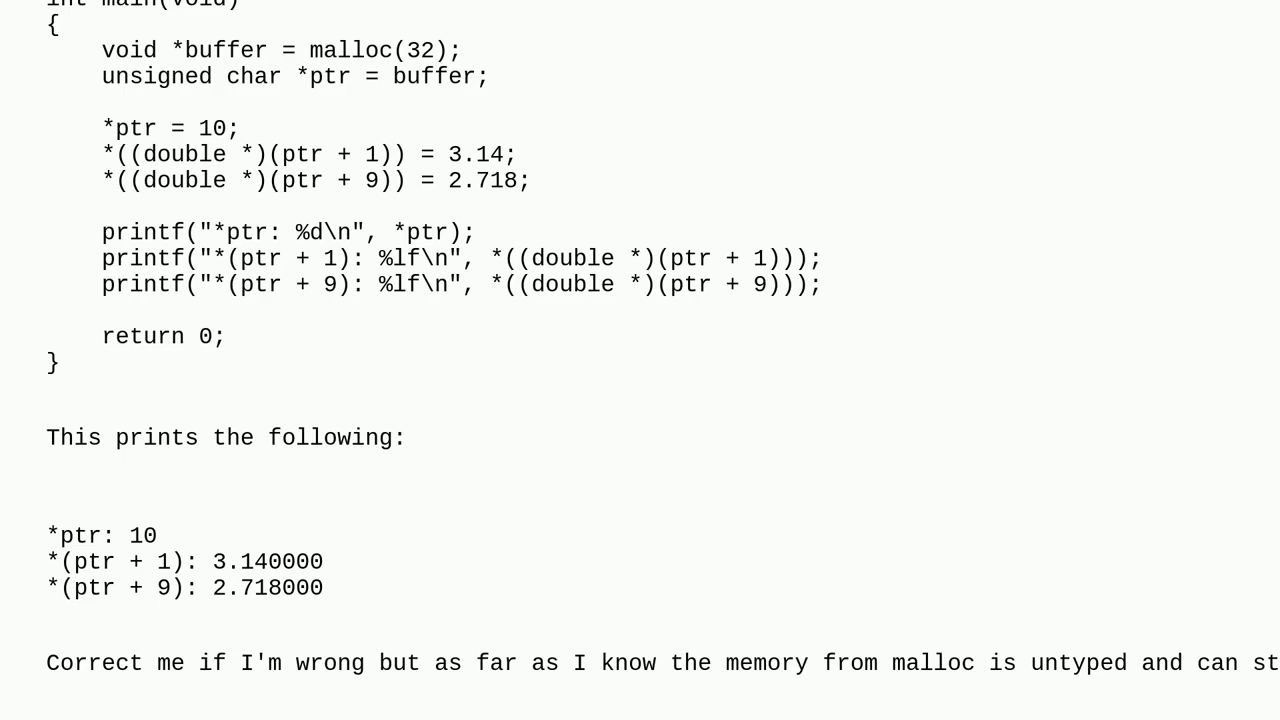 int main(void)
{
    void *buffer = malloc(32);
    unsigned char *ptr = buffer;

    *ptr = 10;
    *((double *)(ptr + 1)) = 3.14;
    *((double *)(ptr + 9)) = 2.718;

    printf("*ptr: %d\n", *ptr);
    printf("*(ptr + 1): %lf\n", *((double *)(ptr + 1)));
    printf("*(ptr + 9): %lf\n", *((double *)(ptr + 9)));

    return 0;
}

This prints the following:

*ptr: 10
*(ptr + 1): 3.140000
*(ptr + 9): 2.718000

Correct me if I'm wrong but as far as I know the memory from malloc is untyped and can st